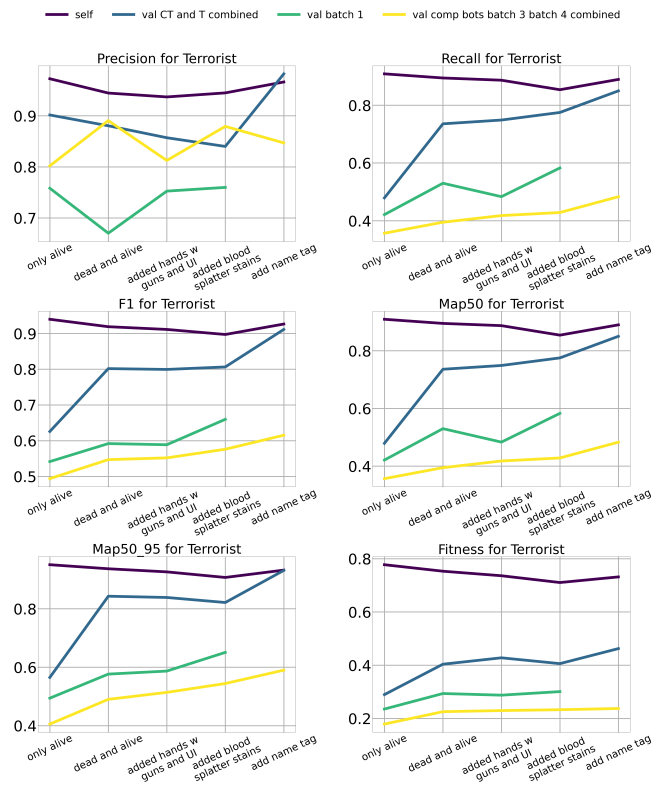 self val CT and T combined val batch 1 val comp bots batch 3 batch 4 combined
Precision for Terrorist
0.9
0.8
0.7
only alive
dead and alive
added hands w
guns and UI
added blood
splatter stains
add name tag
Recall for Terrorist
0.8
0.6
0.4
only alive
dead and alive
added hands w
guns and UI
added blood
splatter stains
add name tag
F1 for Terrorist
0.9
0.8
0.7
0.6
0.5
only alive
dead and alive
added hands w
guns and UI
added blood
splatter stains
add name tag
Map50 for Terrorist
0.8
0.6
0.4
only alive
dead and alive
added hands w
guns and UI
added blood
splatter stains
add name tag
Map50_95 for Terrorist
0.8
0.6
0.4
only alive
dead and alive
added hands w
guns and UI
added blood
splatter stains
add name tag
Fitness for Terrorist
0.8
0.6
0.4
0.2
only alive
dead and alive
added hands w
guns and UI
added blood
splatter stains
add name tag